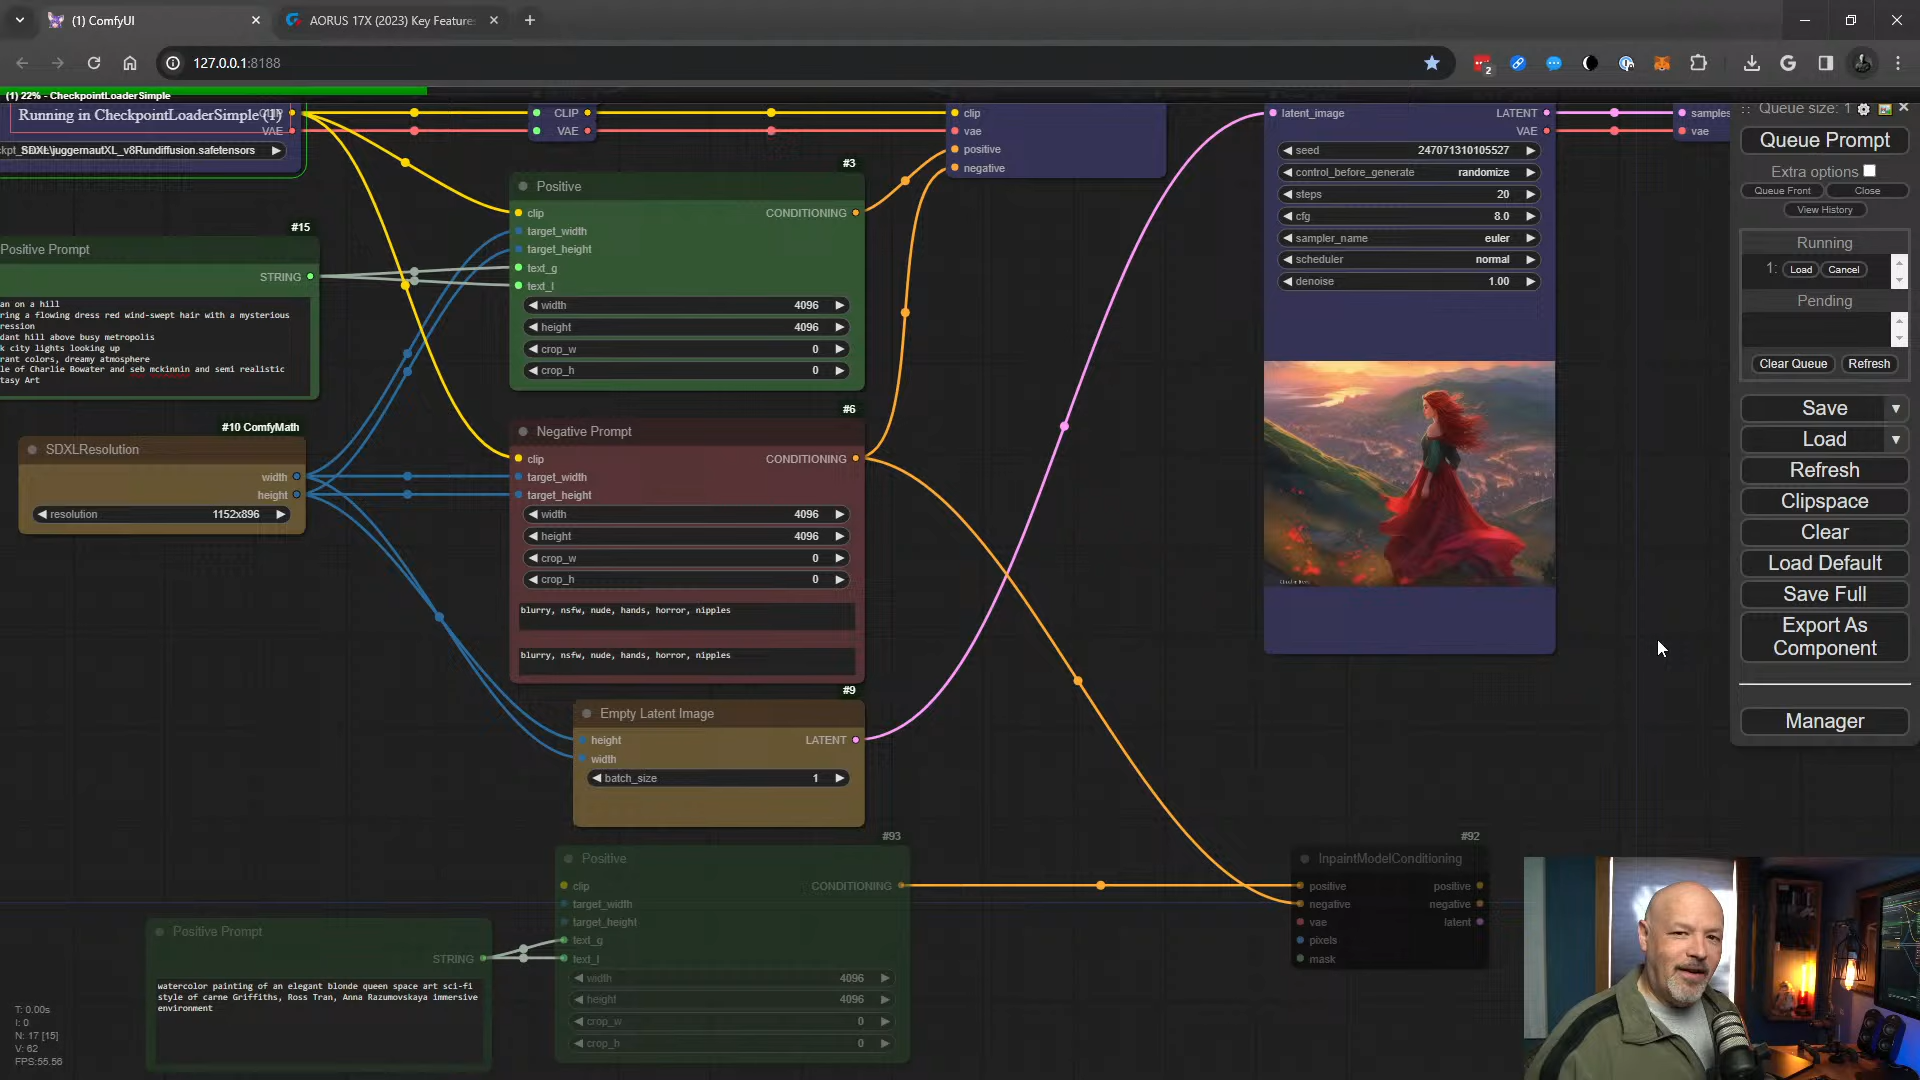 (1) ComfyUI
AORUS 17X (2023) Key Feature
127.0.0.1:8188
2
(1) 22% - CheckpointLoaderSimple
Running in CheckpointLoaderSimple (1)
CLIP
VAE
SDXL\juggernautXL_v8Rundiffusion.safetensors
CLIP
VAE
clip
vae
positive
negative
latent_image
LATENT
VAE
samples
vae
seed 247071310105527
control_before_generate randomize
steps 20
cfg 8.0
sampler_name euler
scheduler normal
denoise 1.00
#3
Positive
clip
CONDITIONING
target_width
target_height
text_g
text_l
width 4096
height 4096
crop_w 0
crop_h 0
#15
Positive Prompt
STRING
an on a hill
ring a flowing dress red wind-swept hair with a mysterious
ression
dant hill above busy metropolis
k city lights looking up
rant colors, dreamy atmosphere
le of Charlie Bowater and seb mckinnin and semi realistic
tasy Art
#10 ComfyMath
SDXLResolution
width
height
resolution 1152x896
#6
Negative Prompt
clip
CONDITIONING
target_width
target_height
width 4096
height 4096
crop_w 0
crop_h 0
blurry, nsfw, nude, hands, horror, nipples
blurry, nsfw, nude, hands, horror, nipples
#9
Empty Latent Image
height
LATENT
width
batch_size 1
#93
Positive
clip
CONDITIONING
target_width
target_height
text_g
text_l
width 4096
height 4096
crop_w 0
crop_h 0
Positive Prompt
STRING
watercolor painting of an elegant blonde queen space art sci-fi
style of carne Griffiths, Ross Tran, Anna Razumovskaya immersive
environment
#92
InpaintModelConditioning
positive positive
negative negative
vae latent
pixels
mask
T: 0.00s
I: 0
N: 17 [15]
V: 62
FPS:55.56
Queue size: 1
Queue Prompt
Extra options
Queue Front
Close
View History
Running
1: Load Cancel
Pending
Clear Queue
Refresh
Save
Load
Refresh
Clipspace
Clear
Load Default
Save Full
Export As
Component
Manager